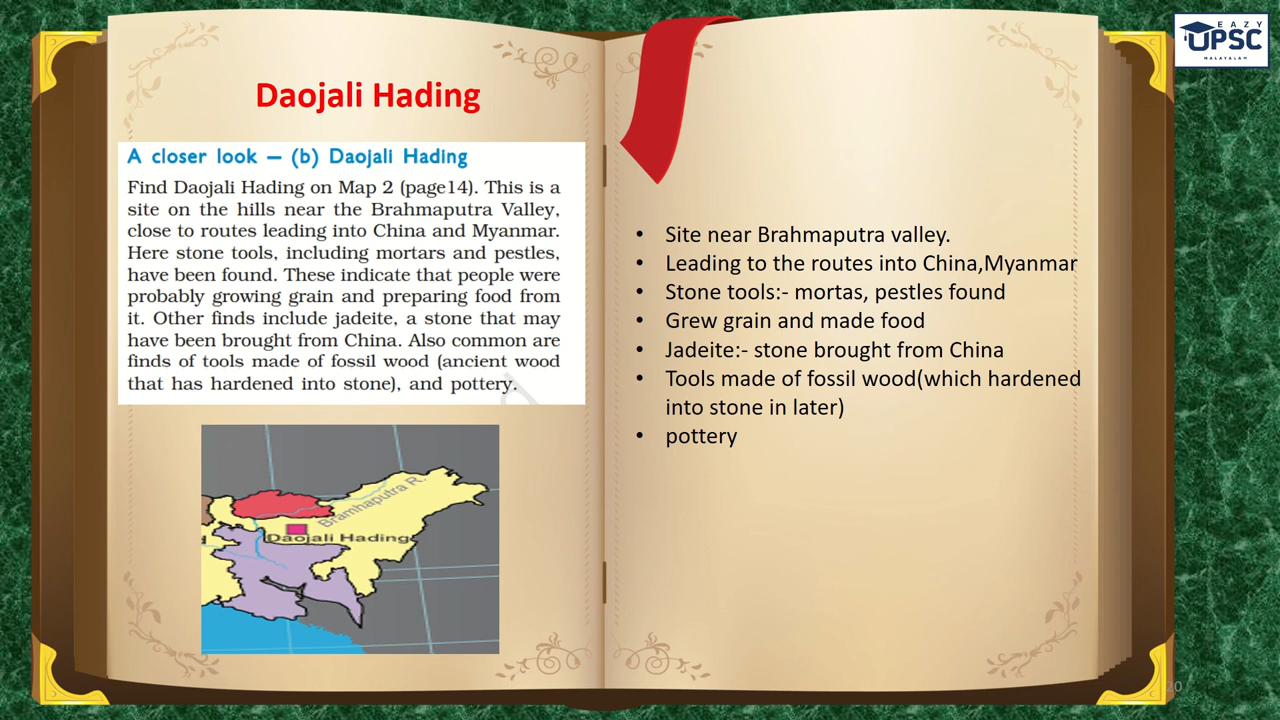 EAZY
UPSC
MALAYALAM
Daojali Hading
A closer look – (b) Daojali Hading
Find Daojali Hading on Map 2 (page14). This is a
site on the hills near the Brahmaputra Valley,
close to routes leading into China and Myanmar.
Here stone tools, including mortars and pestles,
have been found. These indicate that people were
probably growing grain and preparing food from
it. Other finds include jadeite, a stone that may
have been brought from China. Also common are
finds of tools made of fossil wood (ancient wood
that has hardened into stone), and pottery.
Bramhaputra R.
Daojali Hading
• Site near Brahmaputra valley.
• Leading to the routes into China,Myanmar
• Stone tools:- mortas, pestles found
• Grew grain and made food
• Jadeite:- stone brought from China
• Tools made of fossil wood(which hardened
into stone in later)
• pottery
20